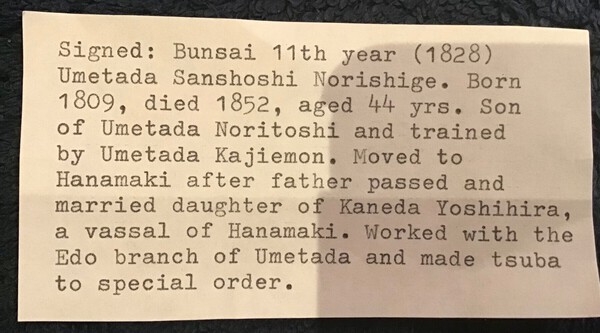 Signed: Bunsai 11th year (1828)
Umetada Sanshoshi Norishige. Born
1809, died 1852, aged 44 yrs. Son
of Umetada Noritoshi and trained
by Umetada Kajiemon. Moved to
Hanamaki after father passed and
married daughter of Kaneda Yoshihira,
a vassal of Hanamaki. Worked with the
Edo branch of Umetada and made tsuba
to special order.